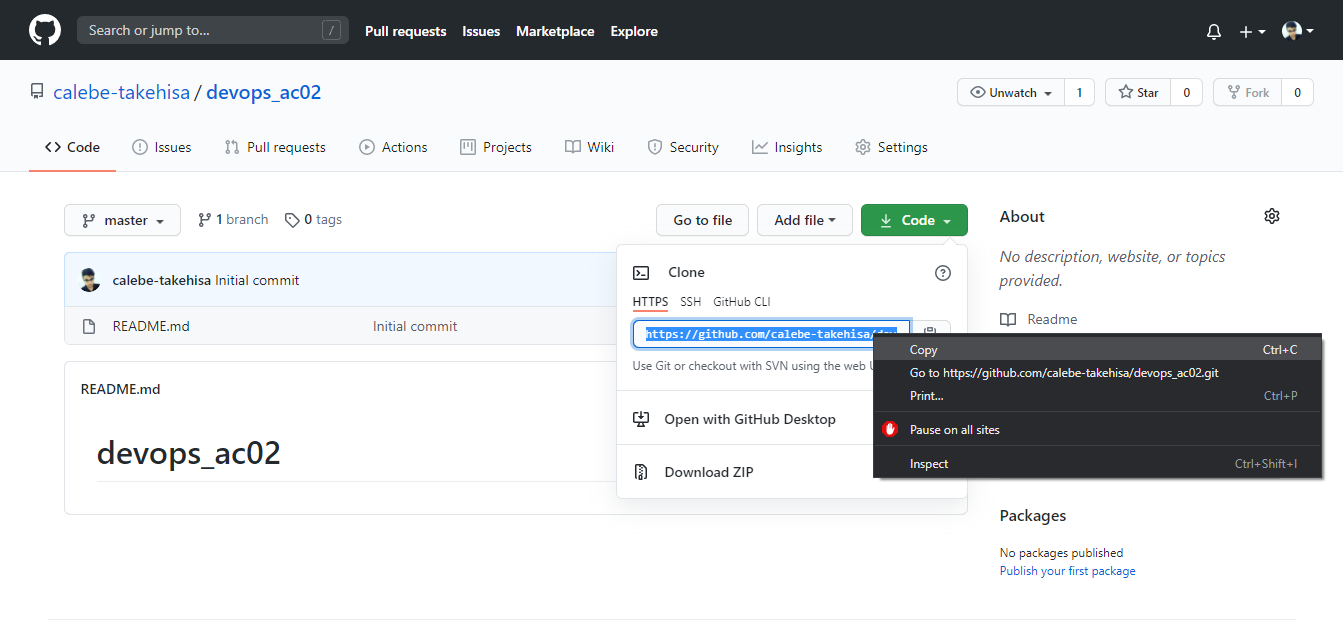 Search or jump to... /
Pull requests Issues Marketplace Explore
calebe-takehisa / devops_ac02
Unwatch 1 Star 0 Fork 0
Code Issues Pull requests Actions Projects Wiki Security Insights Settings
master 1 branch 0 tags Go to file Add file Code
calebe-takehisa Initial commit
README.md Initial commit
README.md
devops_ac02
Clone
HTTPS SSH GitHub CLI
https://github.com/calebe-takehisa/
Use Git or checkout with SVN using the web
Open with GitHub Desktop
Download ZIP
Copy Ctrl+C
Go to https://github.com/calebe-takehisa/devops_ac02.git
Print... Ctrl+P
Pause on all sites
Inspect Ctrl+Shift+I
About
No description, website, or topics
provided.
Readme
Packages
No packages published
Publish your first package